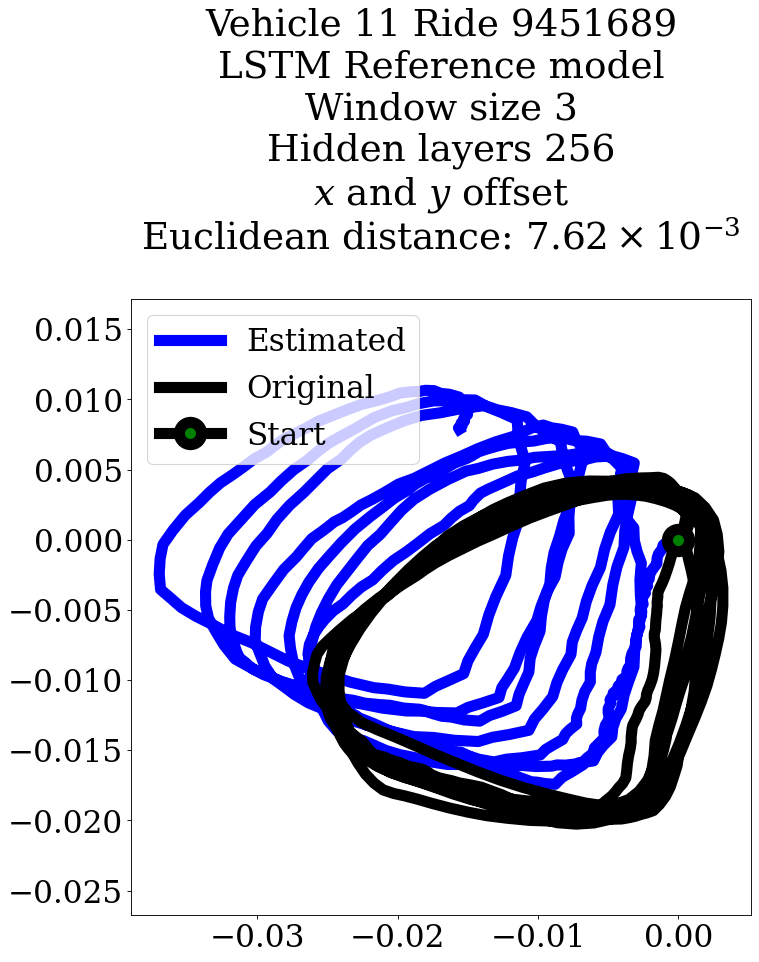 Vehicle 11 Ride 9451689
LSTM Reference model
Window size 3
Hidden layers 256
x and y offset
Euclidean distance: 7.62 × 10⁻³
Estimated
Original
Start
0.015
0.010
0.005
0.000
−0.005
−0.010
−0.015
−0.020
−0.025
−0.03 −0.02 −0.01 0.00